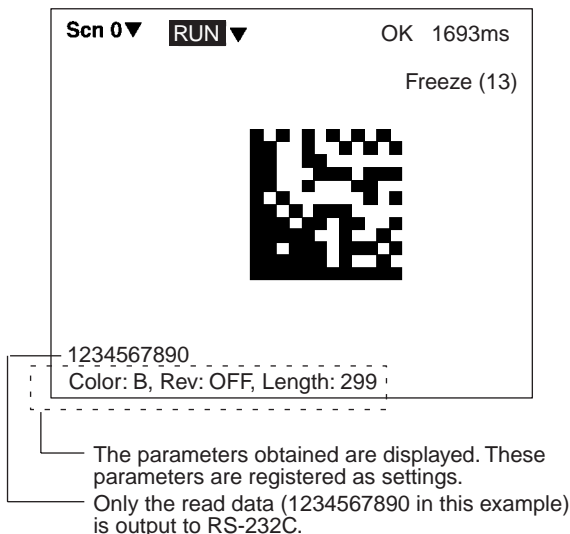 Scn 0▼ RUN ▼ OK 1693ms
Freeze (13)
1234567890
Color: B, Rev: OFF, Length: 299
The parameters obtained are displayed. These
parameters are registered as settings.
Only the read data (1234567890 in this example)
is output to RS-232C.